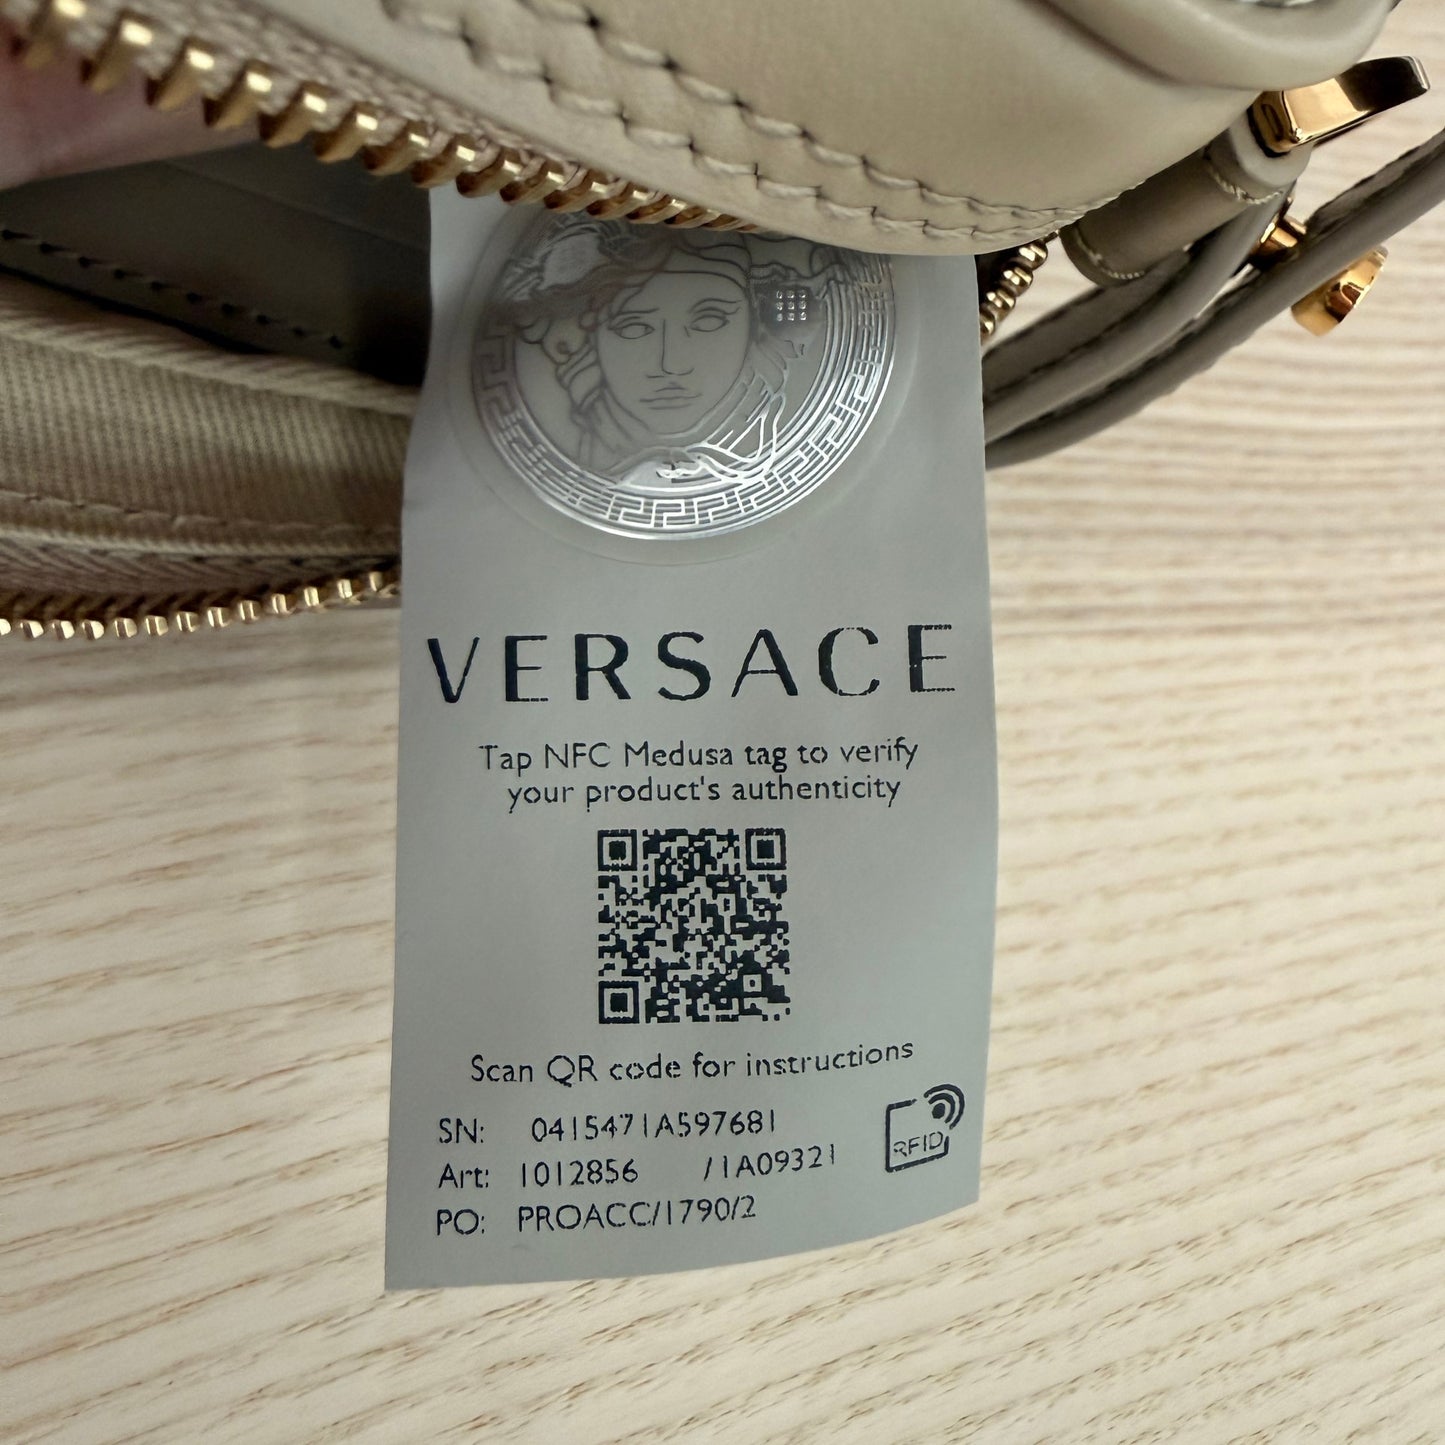 VERSACE
Tap NFC Medusa tag to verify
your product's authenticity
Scan QR code for instructions
SN: 0415471A597681
Art: 1012856 /1A09321
PO: PROACC/1790/2
RFID